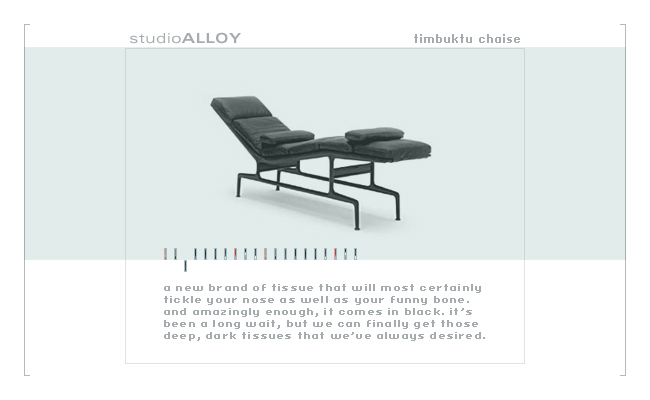 studioALLOY
timbuktu chaise
a new brand of tissue that will most certainly
tickle your nose as well as your funny bone.
and amazingly enough, it comes in black. it's
been a long wait, but we can finally get those
deep, dark tissues that we've always desired.